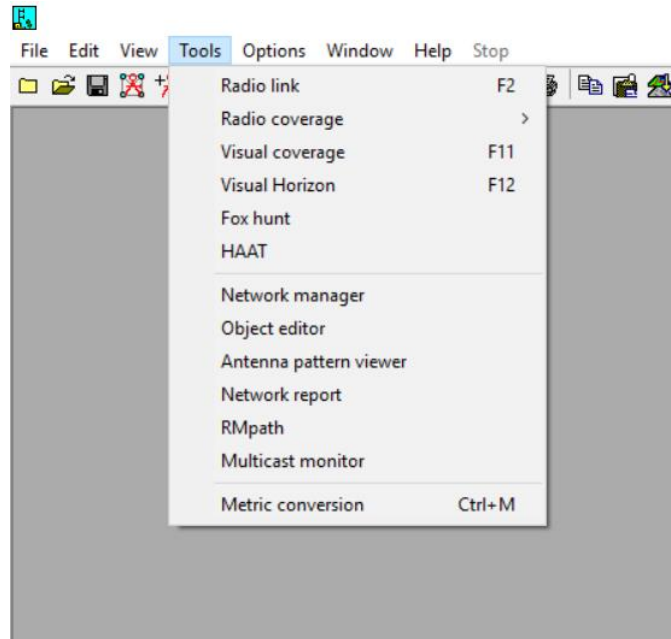 File Edit View Tools Options Window Help Stop
Radio link F2
Radio coverage >
Visual coverage F11
Visual Horizon F12
Fox hunt
HAAT
Network manager
Object editor
Antenna pattern viewer
Network report
RMpath
Multicast monitor
Metric conversion Ctrl+M